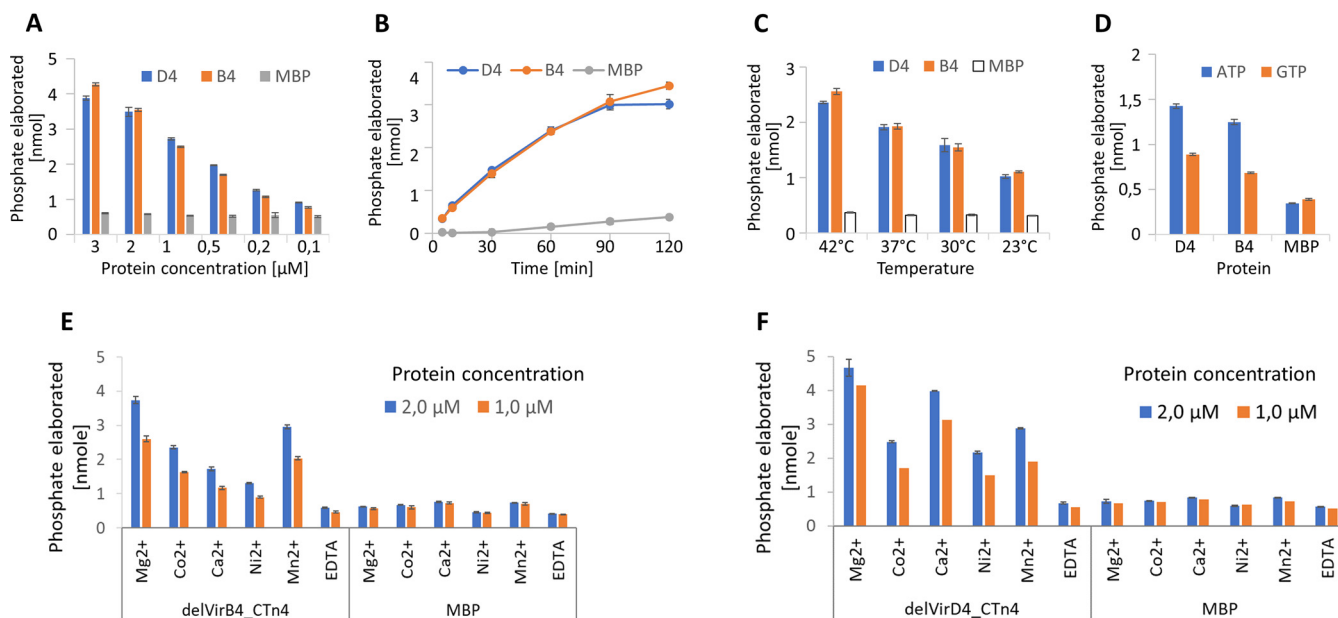 A
Phosphate elaborated
[nmol]
5
4
3
2
1
0
D4 B4 MBP
3 2 1 0,5 0,2 0,1
Protein concentration [µM]
B
Phosphate elaborated
[nmol]
4
3
2
1
0
D4 B4 MBP
0 30 60 90 120
Time [min]
C
Phosphate elaborated
[nmol]
3
2
1
0
D4 B4 MBP
42°C 37°C 30°C 23°C
Temperature
D
Phosphate elaborated
[nmol]
2
1,5
1
0,5
0
ATP GTP
D4 B4 MBP
Protein
E
Phosphate elaborated
[nmole]
5
4
3
2
1
0
Protein concentration
2,0 µM 1,0 µM
Mg2+ Co2+ Ca2+ Ni2+ Mn2+ EDTA Mg2+ Co2+ Ca2+ Ni2+ Mn2+ EDTA
delVirB4_CTn4 MBP
F
Phosphate elaborated
[nmole]
5
4
3
2
1
0
Protein concentration
2,0 µM 1,0 µM
Mg2+ Co2+ Ca2+ Ni2+ Mn2+ EDTA Mg2+ Co2+ Ca2+ Ni2+ Mn2+ EDTA
delVirD4_CTn4 MBP